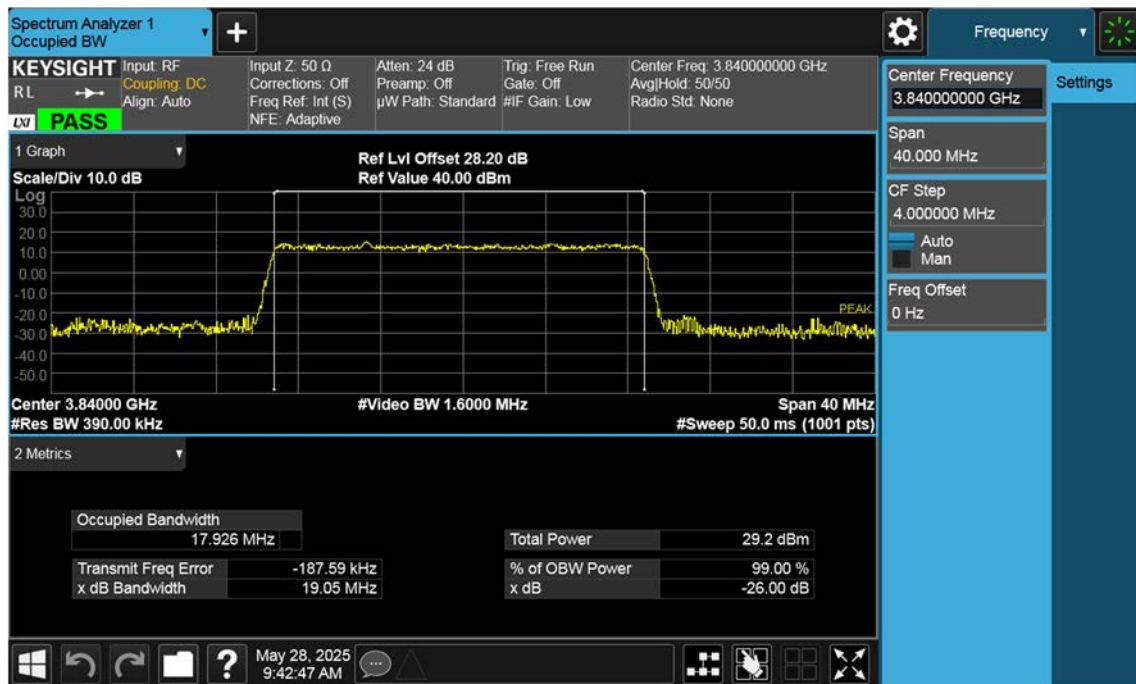 Spectrum Analyzer 1
Occupied BW
+
Frequency
KEYSIGHT
RL
LXI
PASS
Input: RF
Coupling: DC
Align: Auto
Input Z: 50 Ω
Corrections: Off
Freq Ref: Int (S)
NFE: Adaptive
Atten: 24 dB
Preamp: Off
µW Path: Standard
Trig: Free Run
Gate: Off
#IF Gain: Low
Center Freq: 3.840000000 GHz
Avg|Hold: 50/50
Radio Std: None
Center Frequency
3.840000000 GHz
Settings
Span
40.000 MHz
CF Step
4.000000 MHz
Auto
Man
Freq Offset
0 Hz
1 Graph
Scale/Div 10.0 dB
Ref Lvl Offset 28.20 dB
Ref Value 40.00 dBm
Log
30.0
20.0
10.0
0.00
-10.0
-20.0
-30.0
-40.0
-50.0
PEAK
Center 3.84000 GHz
#Video BW 1.6000 MHz
Span 40 MHz
#Res BW 390.00 kHz
#Sweep 50.0 ms (1001 pts)
2 Metrics
Occupied Bandwidth
17.926 MHz
Total Power 29.2 dBm
Transmit Freq Error -187.59 kHz
% of OBW Power 99.00 %
x dB Bandwidth 19.05 MHz
x dB -26.00 dB
?
May 28, 2025
9:42:47 AM